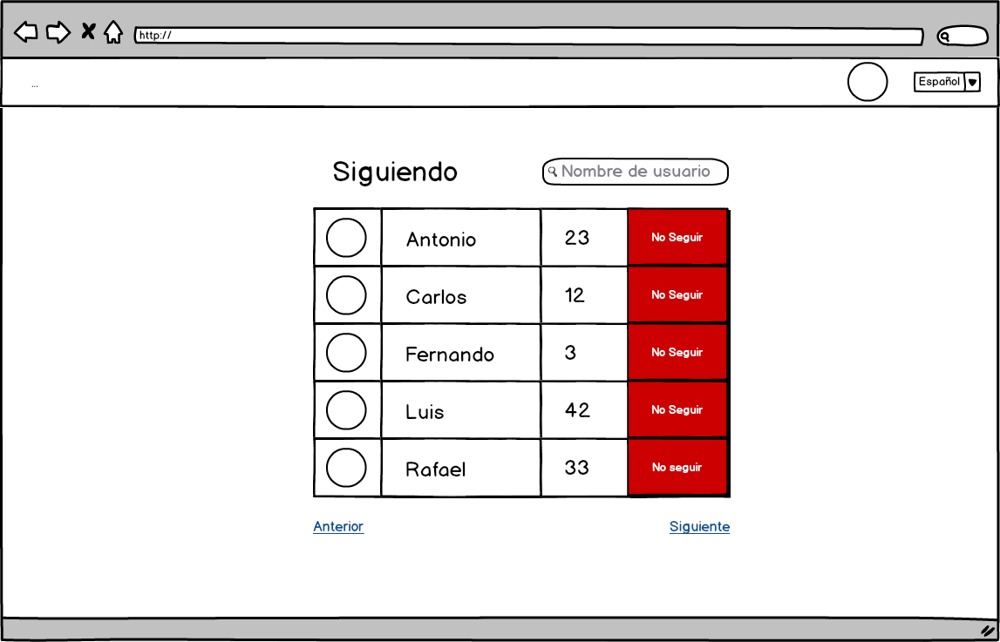 http://
...
Español
Siguiendo
Nombre de usuario
Antonio 23 No Seguir
Carlos 12 No Seguir
Fernando 3 No Seguir
Luis 42 No Seguir
Rafael 33 No seguir
Anterior Siguiente